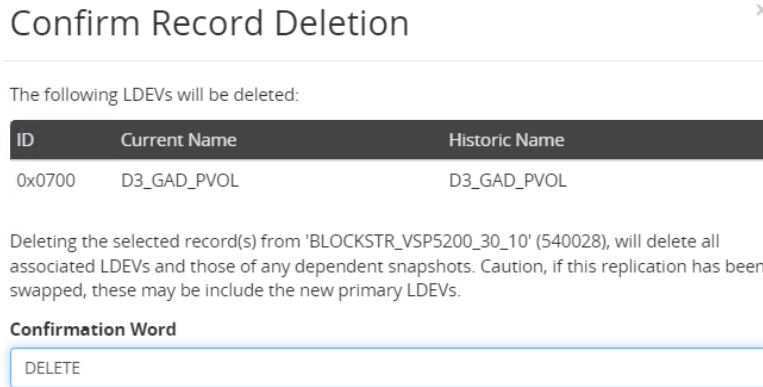 Confirm Record Deletion
×
The following LDEVs will be deleted:
ID Current Name Historic Name
0x0700 D3_GAD_PVOL D3_GAD_PVOL
Deleting the selected record(s) from 'BLOCKSTR_VSP5200_30_10' (540028), will delete all
associated LDEVs and those of any dependent snapshots. Caution, if this replication has been
swapped, these may be include the new primary LDEVs.
Confirmation Word
DELETE